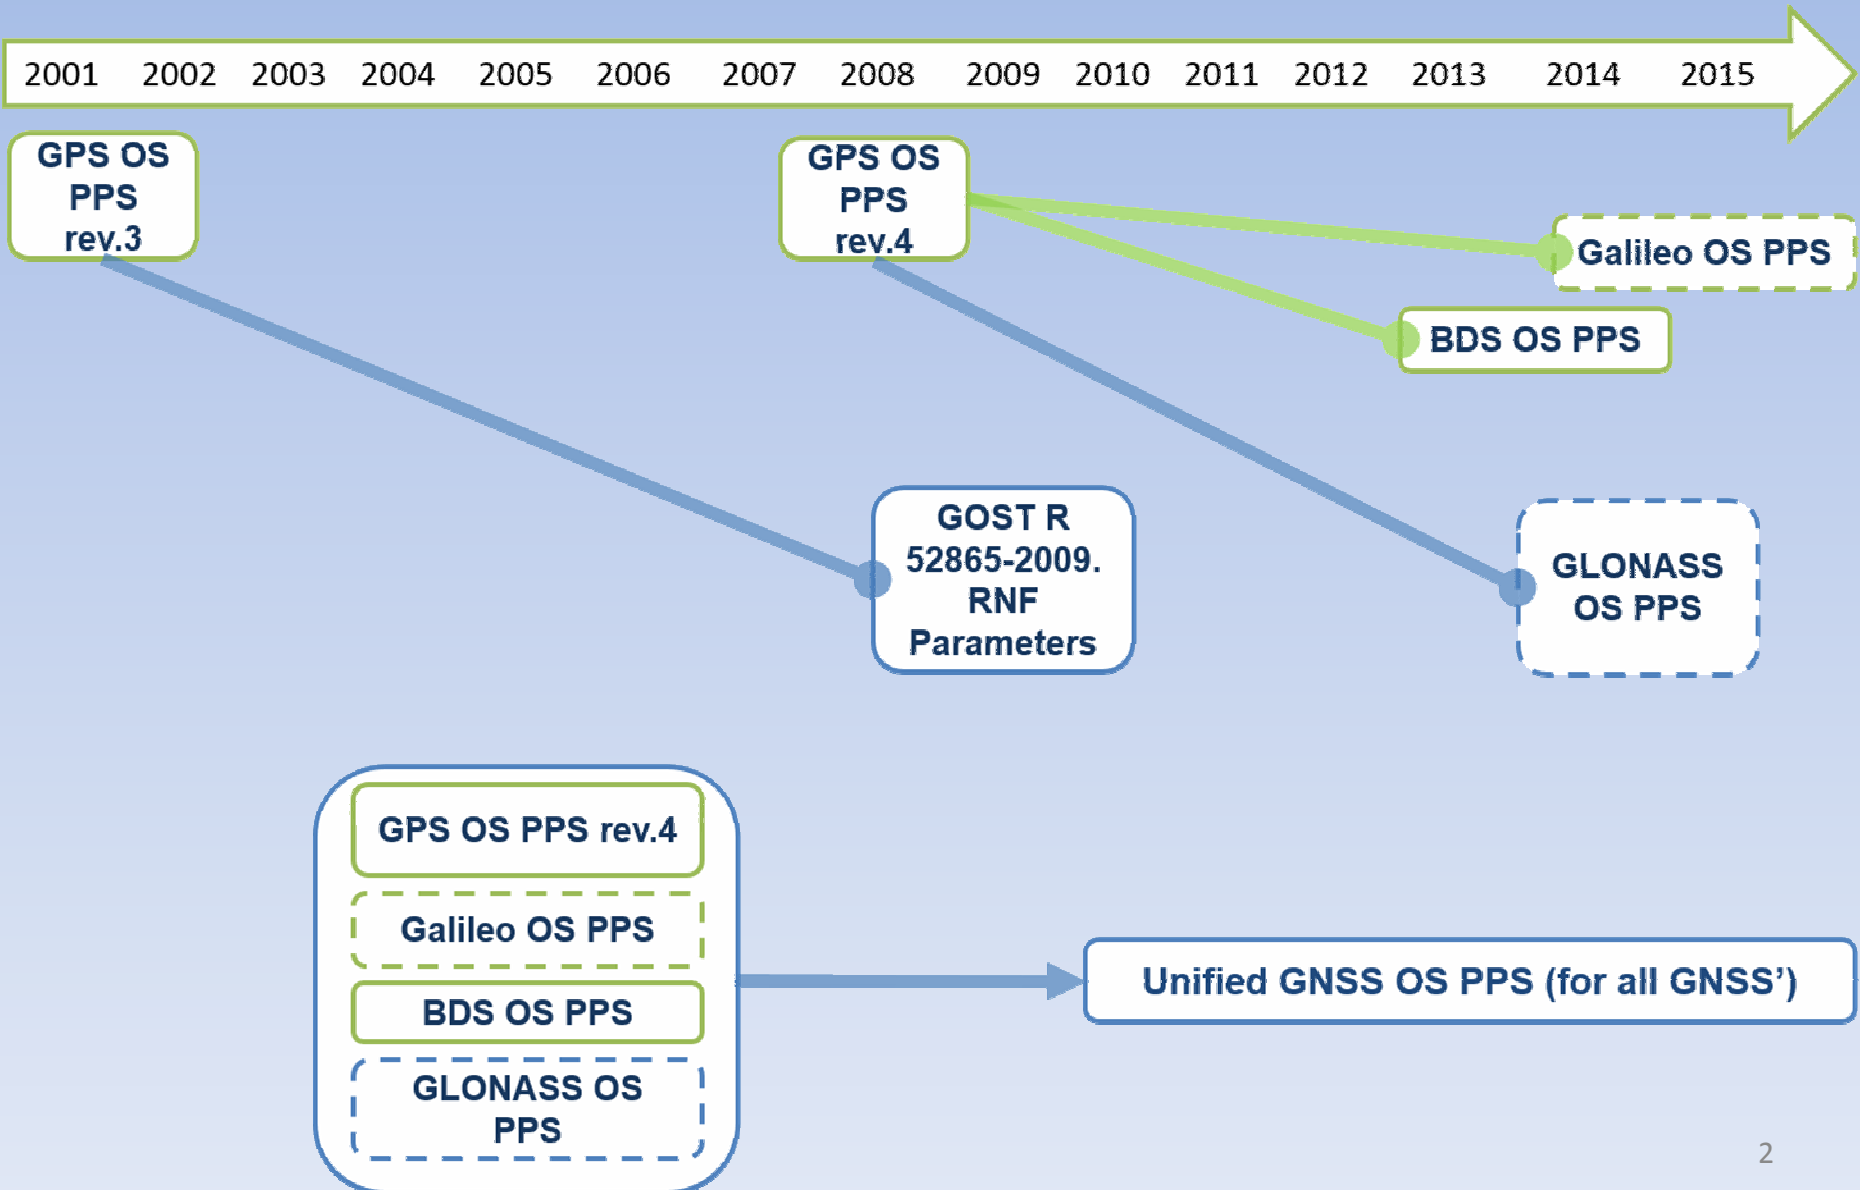 2001 2002 2003 2004 2005 2006 2007 2008 2009 2010 2011 2012 2013 2014 2015
GPS OS
PPS
rev.3
GPS OS
PPS
rev.4
Galileo OS PPS
BDS OS PPS
GOST R
52865-2009.
RNF
Parameters
GLONASS
OS PPS
GPS OS PPS rev.4
Galileo OS PPS
BDS OS PPS
GLONASS OS
PPS
Unified GNSS OS PPS (for all GNSS’)
2